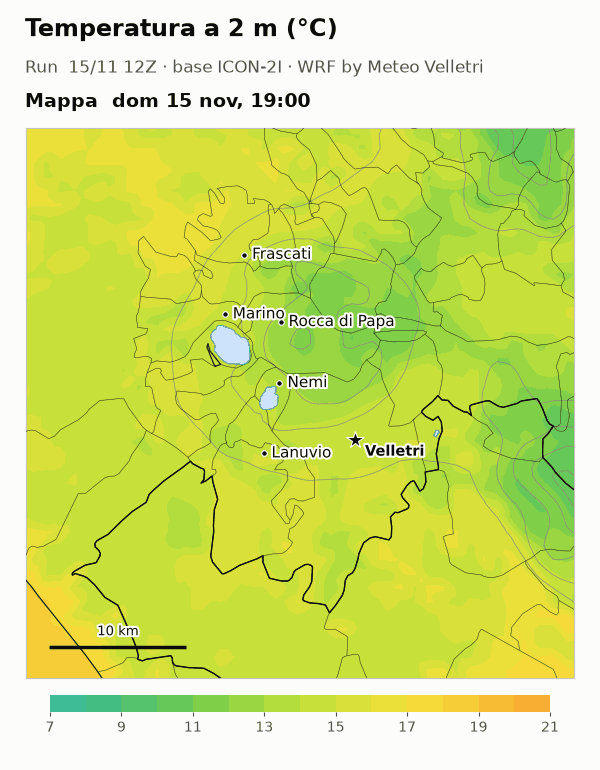 Temperatura a 2 m (°C)
Run  15/11 12Z · base ICON-2I · WRF by Meteo Velletri
Mappa  dom 15 nov, 19:00
Frascati
Marino
Rocca di Papa
Nemi
Velletri
Lanuvio
10 km
7 9 11 13 15 17 19 21